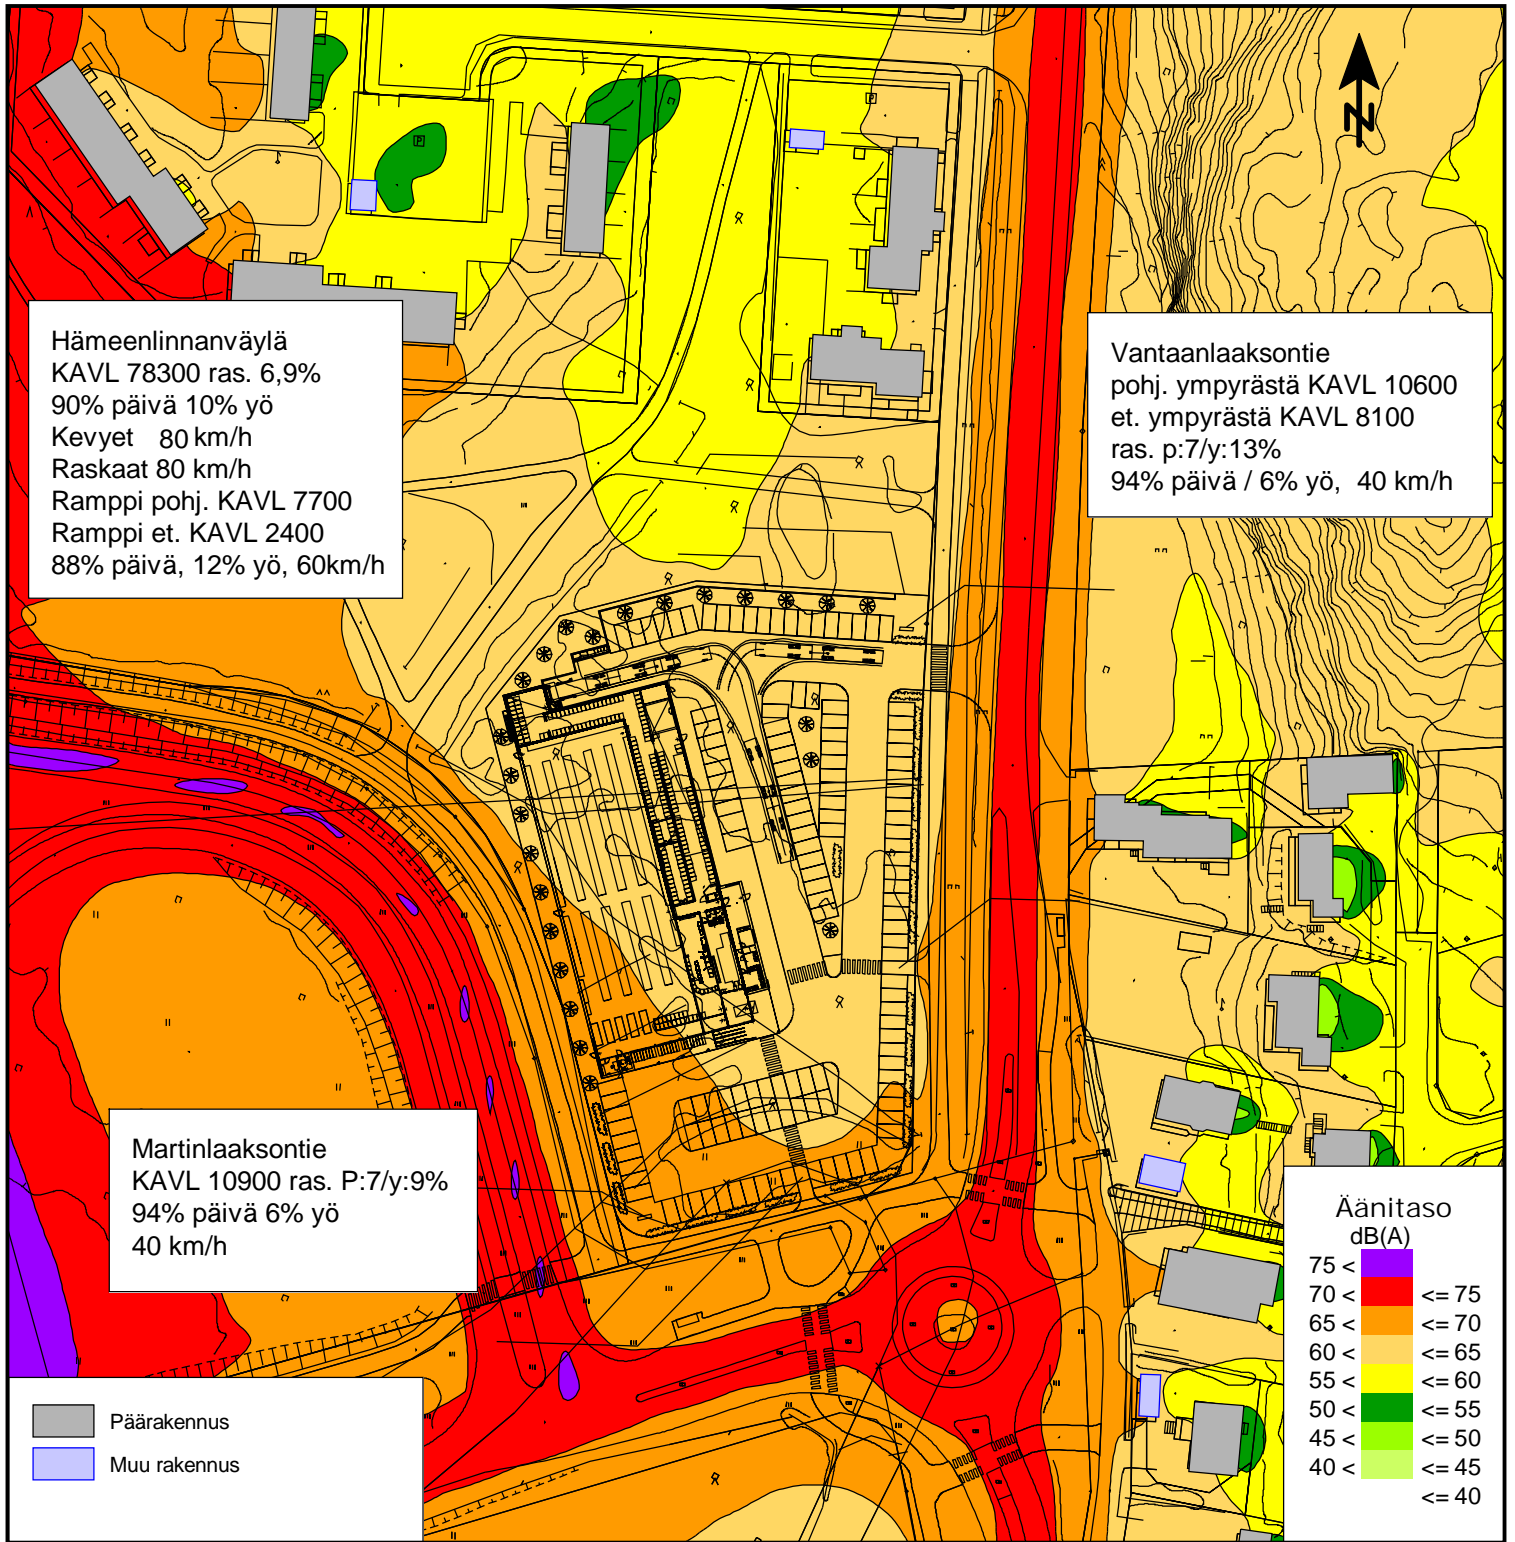 N
Hämeenlinnanväylä
KAVL 78300 ras. 6,9%
90% päivä 10% yö
Kevyet 80 km/h
Raskaat 80 km/h
Ramppi pohj. KAVL 7700
Ramppi et. KAVL 2400
88% päivä, 12% yö, 60km/h
Vantaanlaaksontie
pohj. ympyrästä KAVL 10600
et. ympyrästä KAVL 8100
ras. p:7/y:13%
94% päivä / 6% yö, 40 km/h
Martinlaaksontie
KAVL 10900 ras. P:7/y:9%
94% päivä 6% yö
40 km/h
Päärakennus
Muu rakennus
Äänitaso
dB(A)
75 <
70 < <= 75
65 < <= 70
60 < <= 65
55 < <= 60
50 < <= 55
45 < <= 50
40 < <= 45
<= 40
P
P